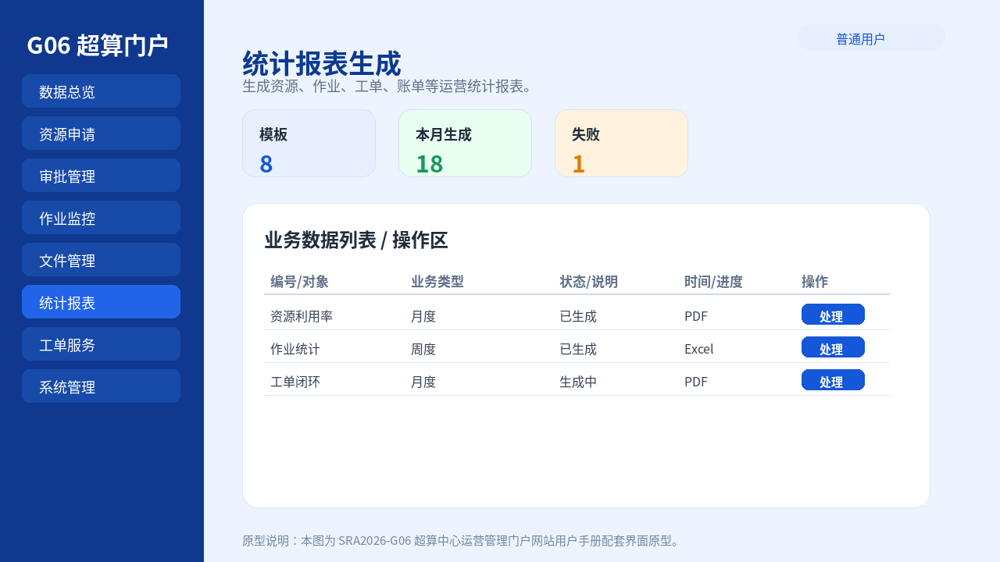 G06 超算门户
数据总览
资源申请
审批管理
作业监控
文件管理
统计报表
工单服务
系统管理
普通用户
统计报表生成
生成资源、作业、工单、账单等运营统计报表。
模板
8
本月生成
18
失败
1
业务数据列表 / 操作区
编号/对象 业务类型 状态/说明 时间/进度 操作
资源利用率 月度 已生成 PDF 处理
作业统计 周度 已生成 Excel 处理
工单闭环 月度 生成中 PDF 处理
原型说明：本图为 SRA2026-G06 超算中心运营管理门户网站用户手册配套界面原型。